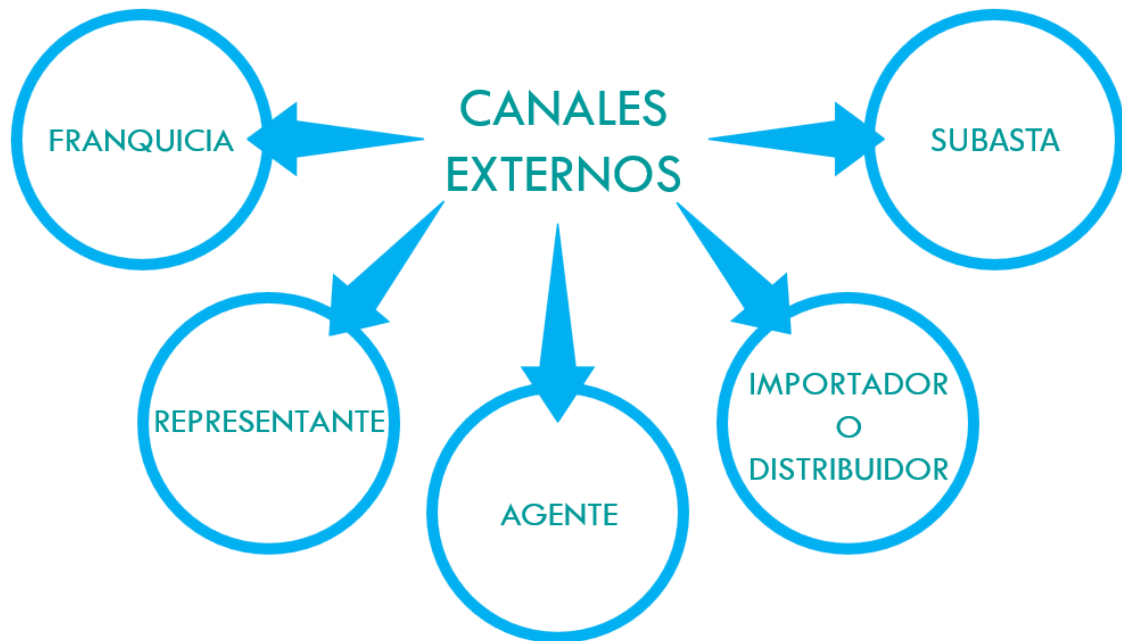 CANALES
EXTERNOS
FRANQUICIA
SUBASTA
REPRESENTANTE
AGENTE
IMPORTADOR
O
DISTRIBUIDOR